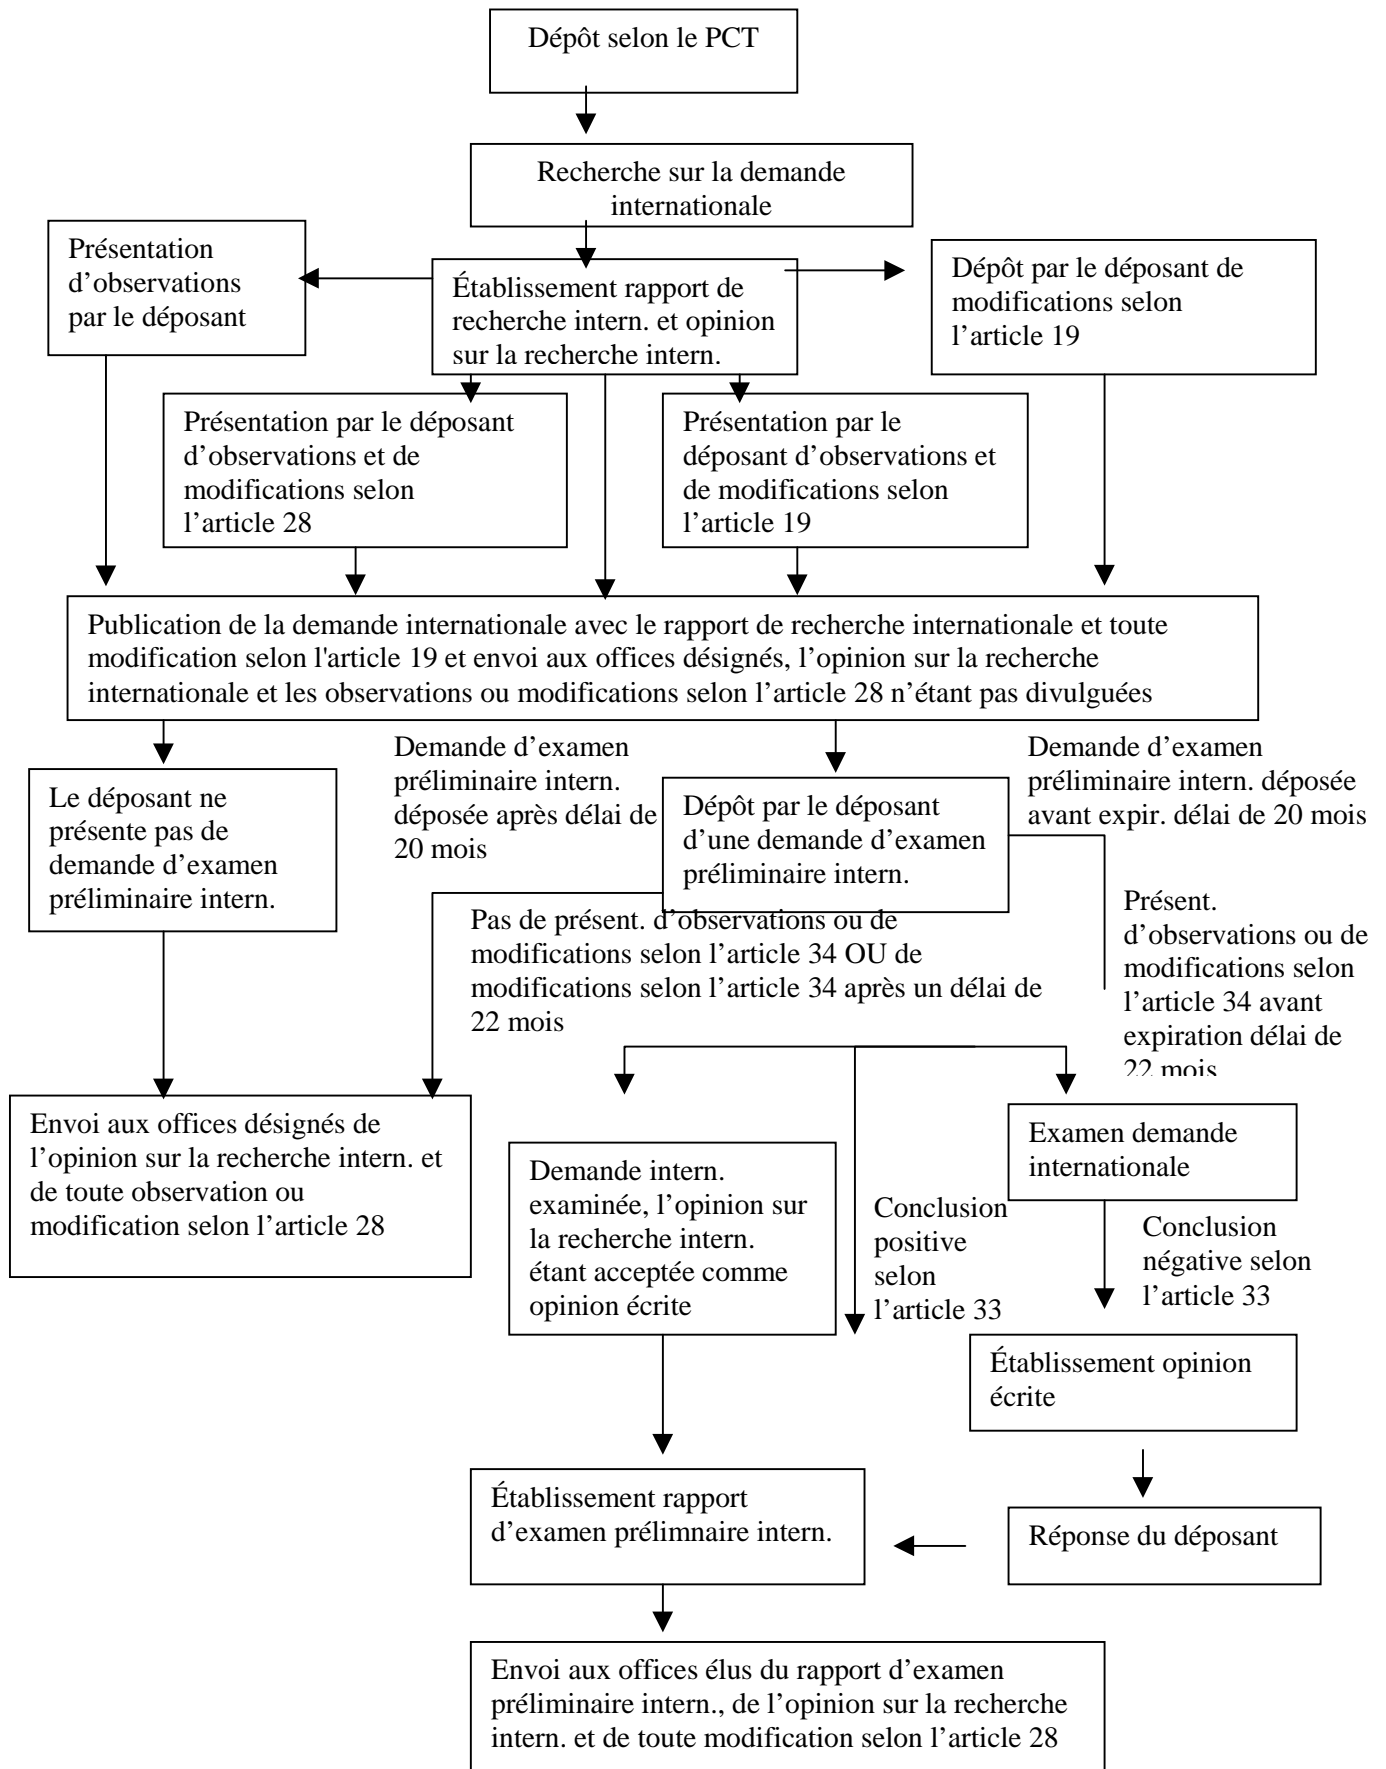 Dépôt selon le PCT
Recherche sur la demande
internationale
Présentation
d’observations
par le déposant
Établissement rapport de
recherche intern. et opinion
sur la recherche intern.
Dépôt par le déposant de
modifications selon
l’article 19
Présentation par le déposant
d’observations et de
modifications selon
l’article 28
Présentation par le
déposant d’observations et
de modifications selon
l’article 19
Publication de la demande internationale avec le rapport de recherche internationale et toute
modification selon l'article 19 et envoi aux offices désignés, l’opinion sur la recherche
internationale et les observations ou modifications selon l’article 28 n’étant pas divulguées
Le déposant ne
présente pas de
demande d’examen
préliminaire intern.
Demande d’examen
préliminaire intern.
déposée après délai de
20 mois
Dépôt par le déposant
d’une demande d’examen
préliminaire intern.
Demande d’examen
préliminaire intern. déposée
avant expir. délai de 20 mois
Pas de présent. d’observations ou de
modifications selon l’article 34 OU de
modifications selon l’article 34 après un délai de
22 mois
Présent.
d’observations ou de
modifications selon
l’article 34 avant
expiration délai de
22 mois
Envoi aux offices désignés de
l’opinion sur la recherche intern. et
de toute observation ou
modification selon l’article 28
Demande intern.
examinée, l’opinion sur
la recherche intern.
étant acceptée comme
opinion écrite
Conclusion
positive
selon
l’article 33
Examen demande
internationale
Conclusion
négative selon
l’article 33
Établissement opinion
écrite
Établissement rapport
d’examen prélimnaire intern.
Réponse du déposant
Envoi aux offices élus du rapport d’examen
préliminaire intern., de l’opinion sur la recherche
intern. et de toute modification selon l’article 28